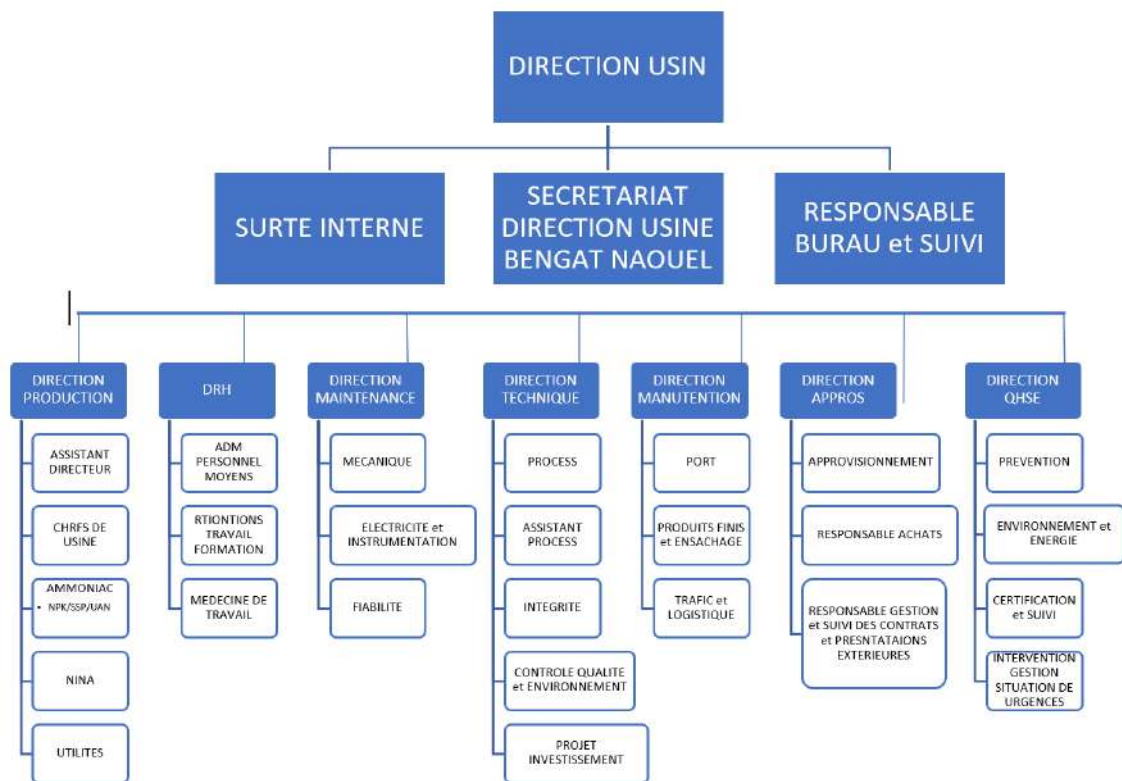 DIRECTION USIN
SURTE INTERNE
SECRETARIAT
DIRECTION USINE
BENGAT NAOUEL
RESPONSABLE
BURAU et SUIVI
DIRECTION
PRODUCTION
ASSISTANT
DIRECTEUR
CHRFS DE
USINE
AMMONIAC
• NPK/SSP/UAN
NINA
UTILITES
DRH
ADM
PERSONNEL
MOYENS
RTIONTIONS
TRAVAIL
FORMATION
MEDECINE DE
TRAVAIL
DIRECTION
MAINTENANCE
MECANIQUE
ELECTRICITE et
INSTRUMENTATION
FIABILITE
DIRECTION
TECHNIQUE
PROCESS
ASSISTANT
PROCESS
INTEGRITE
CONTROLE QUALITE
et ENVIRONNEMENT
PROJET
INVESTISSEMENT
DIRECTION
MANUTENTION
PORT
PRODUITS FINIS
et ENSACHAGE
TRAFIC et
LOGISTIQUE
DIRECTION
APPROS
APPROVISIONNEMENT
RESPONSABLE ACHATS
RESPONSABLE GESTION
et SUIVI DES CONTRATS
et PRESNTATAIONS
EXTERIEURES
DIRECTION
QHSE
PREVENTION
ENVIRONNEMENT et
ENERGIE
CERTIFICATION
et SUIVI
INTERVENTION
GESTION
SITUATION DE
URGENCES